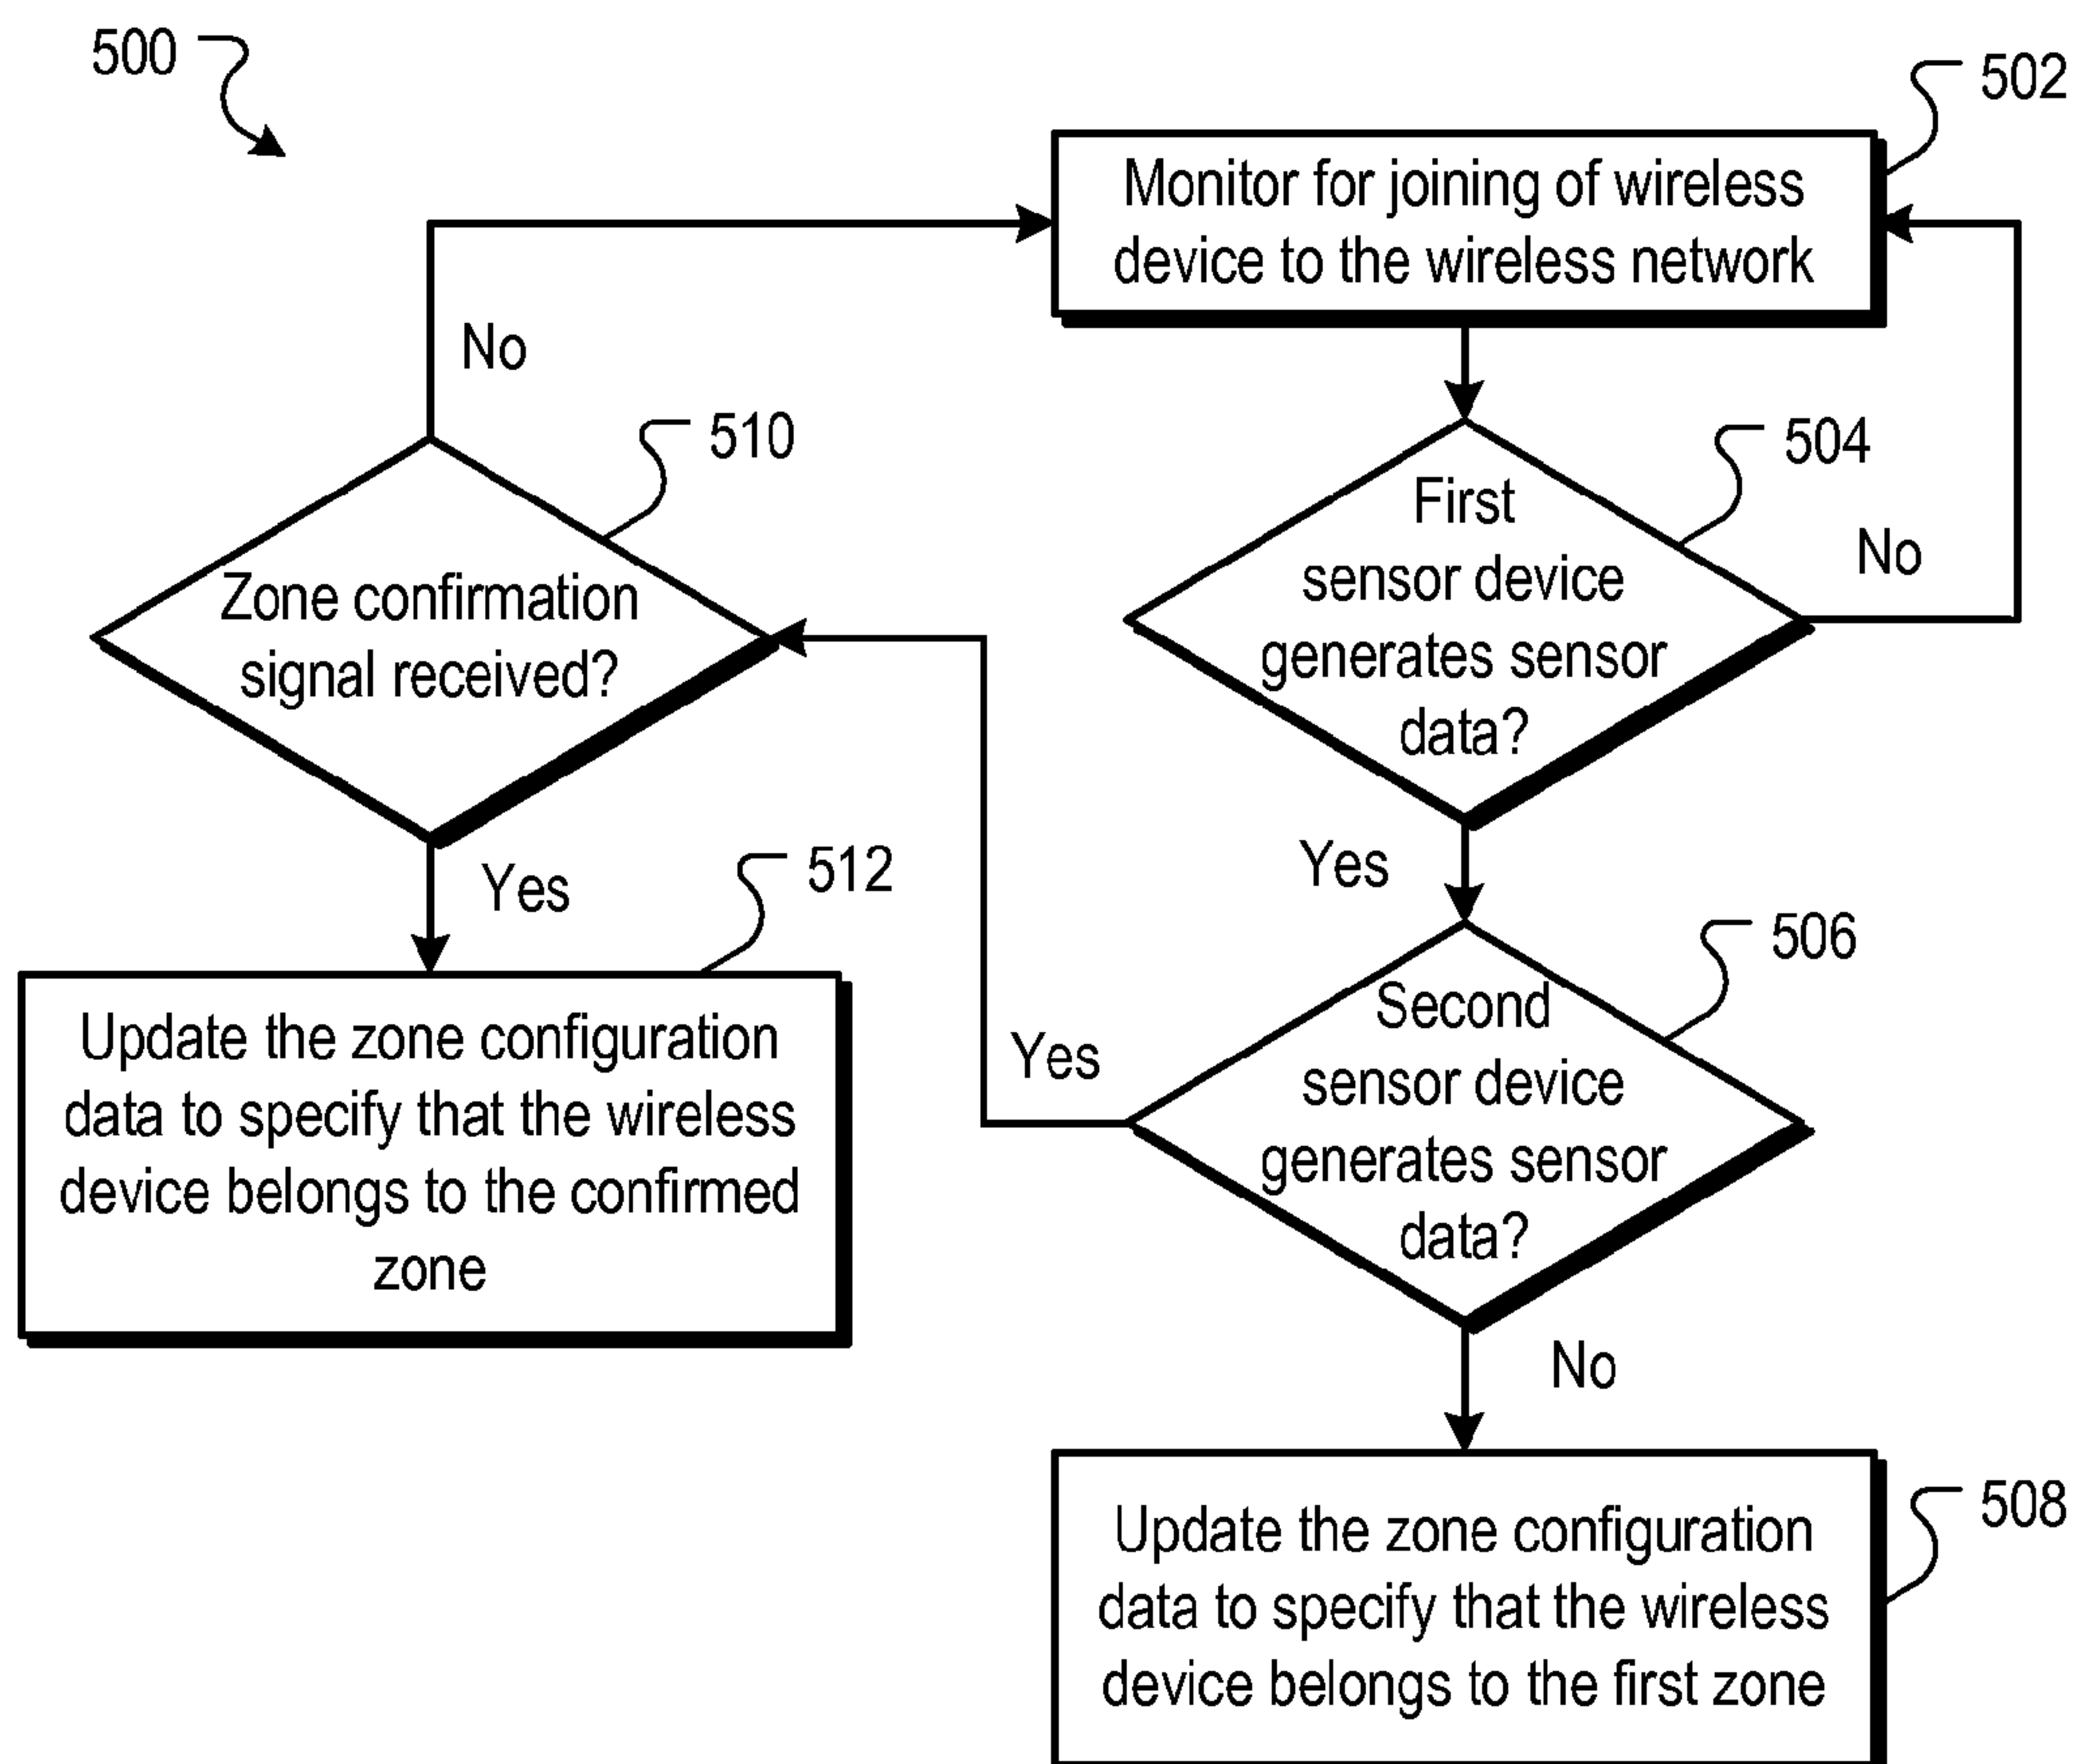 500
502
Monitor for joining of wireless
device to the wireless network
No
510
504
First
sensor device
generates sensor
data?
No
Zone confirmation
signal received?
Yes
512
Yes
506
Second
sensor device
generates sensor
data?
Yes
Update the zone configuration
data to specify that the wireless
device belongs to the confirmed
zone
No
508
Update the zone configuration
data to specify that the wireless
device belongs to the first zone